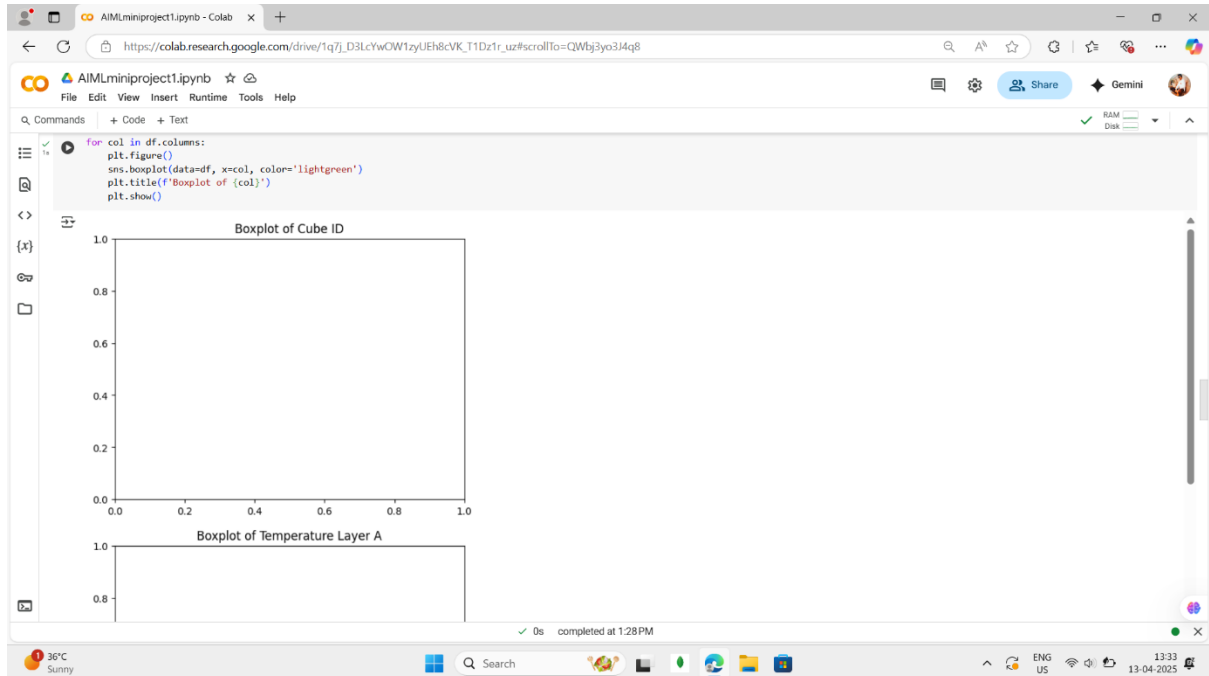 AIMLminiproject1.ipynb - Colab
https://colab.research.google.com/drive/1q7j_D3LcYwOW1zyUEh8cVK_T1Dz1r_uz#scrollTo=QWbj3yo3J4q8
AIMLminiproject1.ipynb
File Edit View Insert Runtime Tools Help
Share
Gemini
Commands + Code + Text
RAM
Disk
1s
for col in df.columns:
plt.figure()
sns.boxplot(data=df, x=col, color='lightgreen')
plt.title(f'Boxplot of {col}')
plt.show()
{x}
Boxplot of Cube ID
1.0
0.8
0.6
0.4
0.2
0.0
0.0 0.2 0.4 0.6 0.8 1.0
Boxplot of Temperature Layer A
1.0
0.8
0s completed at 1:28 PM
1
36°C
Sunny
Search
ENG
US
13:33
13-04-2025